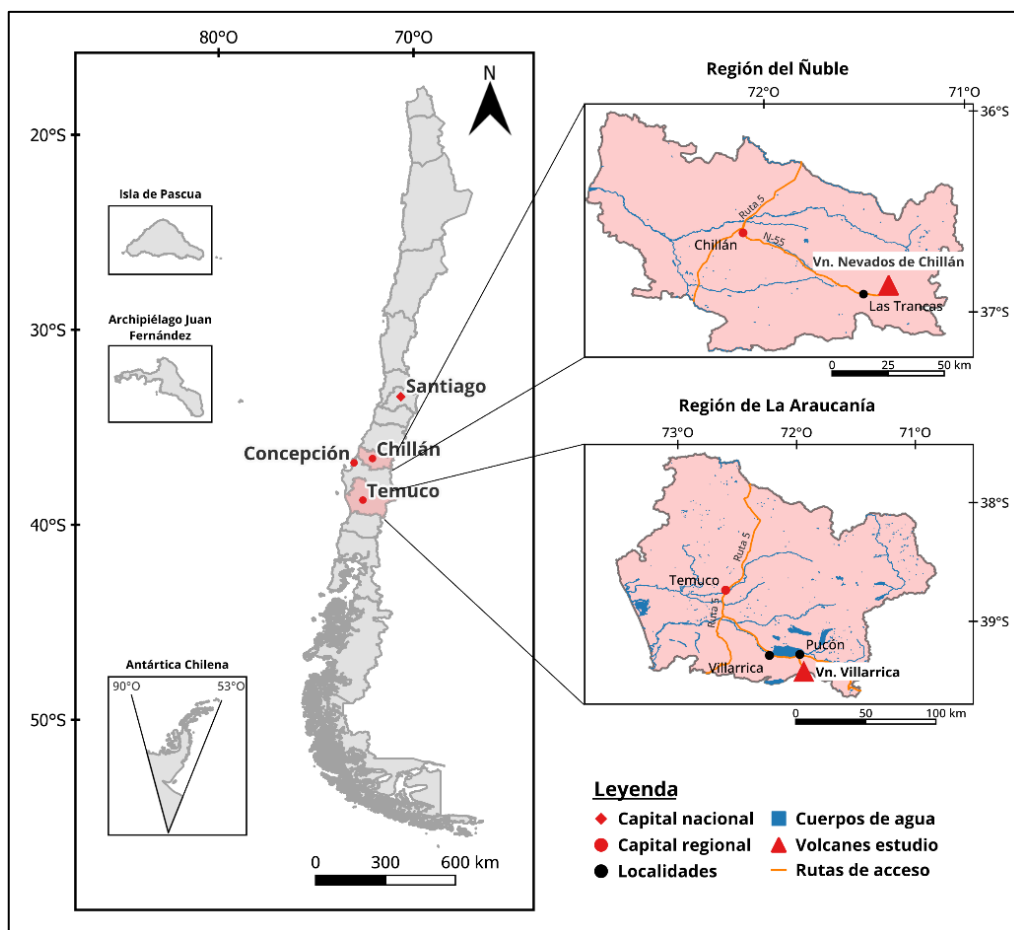 80°O
70°O
N
20°S
30°S
40°S
50°S
Isla de Pascua
Archipiélago Juan
Fernández
Santiago
Concepción
Chillán
Temuco
Antártica Chilena
90°O
53°O
0
300
600 km
Región del Ñuble
72°O
71°O
36°S
37°S
Ruta 5
Chillán
N-55
Vn. Nevados de Chillán
Las Trancas
0
25
50 km
Región de La Araucanía
73°O
72°O
71°O
38°S
39°S
Ruta 5
Temuco
Ruta 5
Pucón
Villarrica
Vn. Villarrica
0
50
100 km
Leyenda
Capital nacional
Capital regional
Localidades
Cuerpos de agua
Volcanes estudio
Rutas de acceso